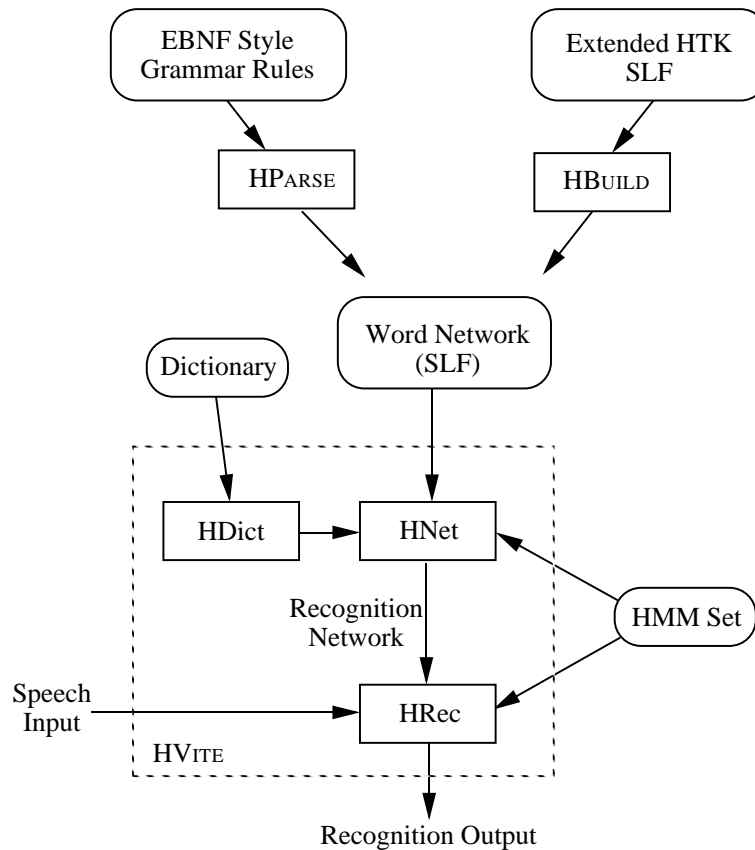 EBNF Style
Grammar Rules
Extended HTK
SLF
HPARSE
HBUILD
Word Network
(SLF)
Dictionary
HDict
HNet
Recognition
Network
HMM Set
Speech
Input
HRec
HVITE
Recognition Output